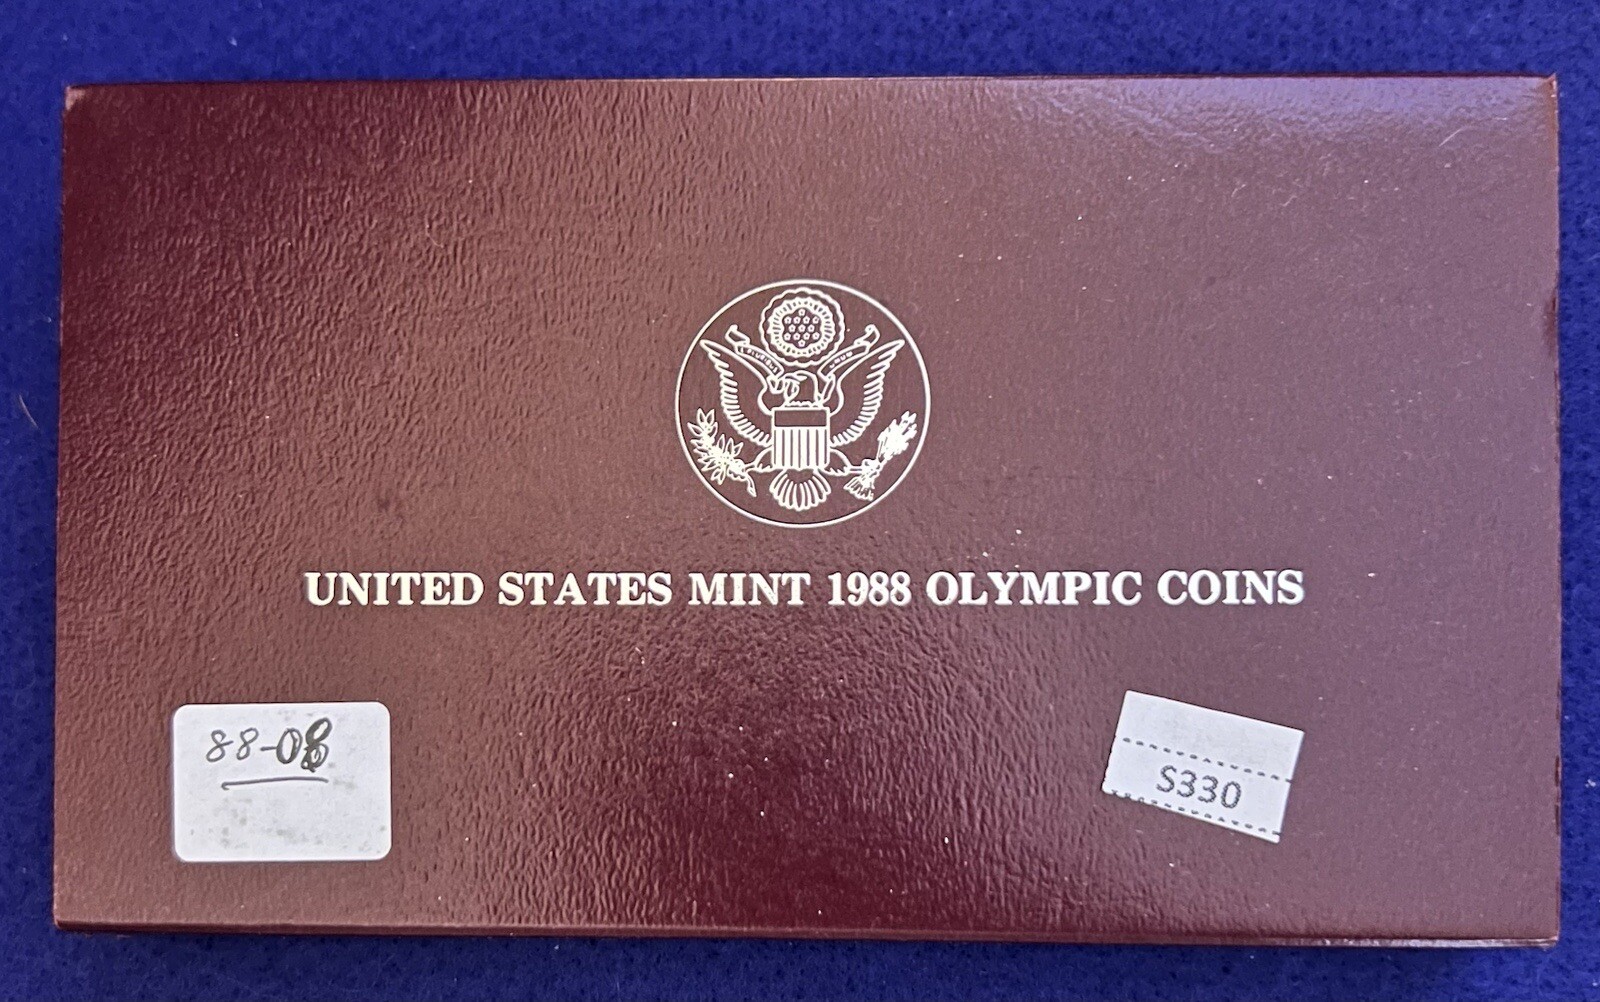 UNITED STATES MINT 1988 OLYMPIC COINS
88-08
S330